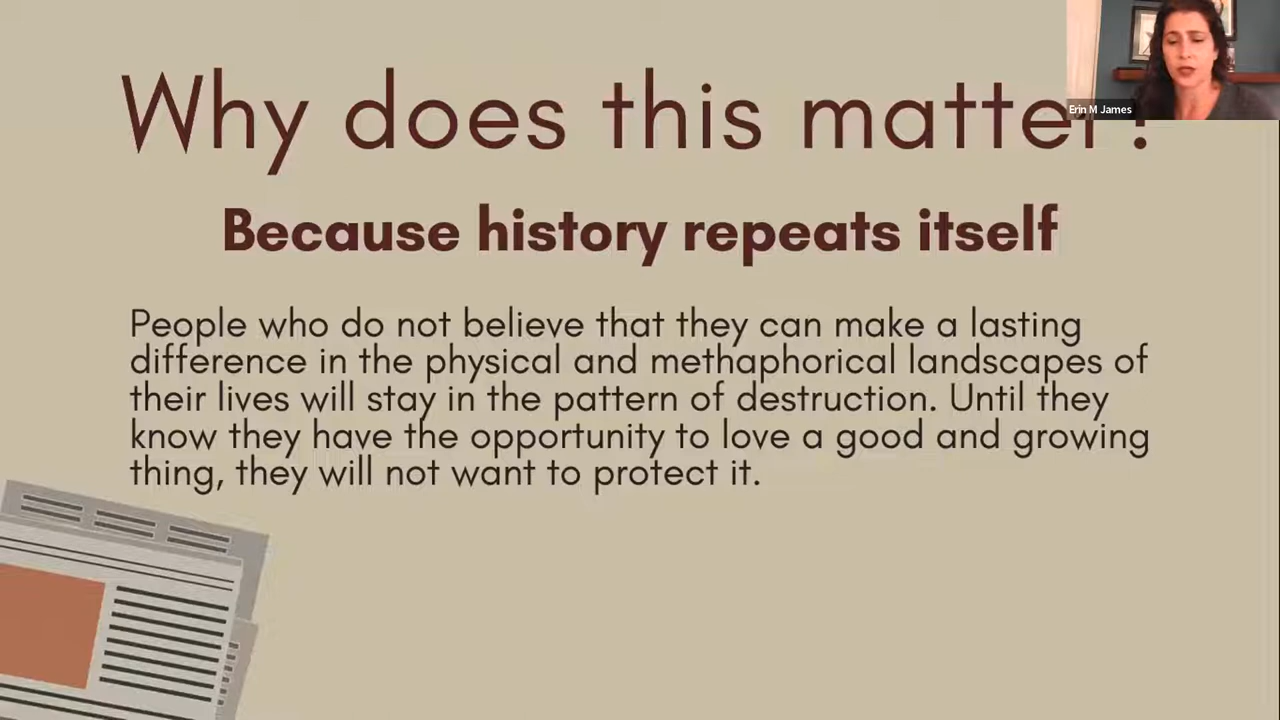 Why does this matter?
Erin M James
Because history repeats itself
People who do not believe that they can make a lasting
difference in the physical and methaphorical landscapes of
their lives will stay in the pattern of destruction. Until they
know they have the opportunity to love a good and growing
thing, they will not want to protect it.